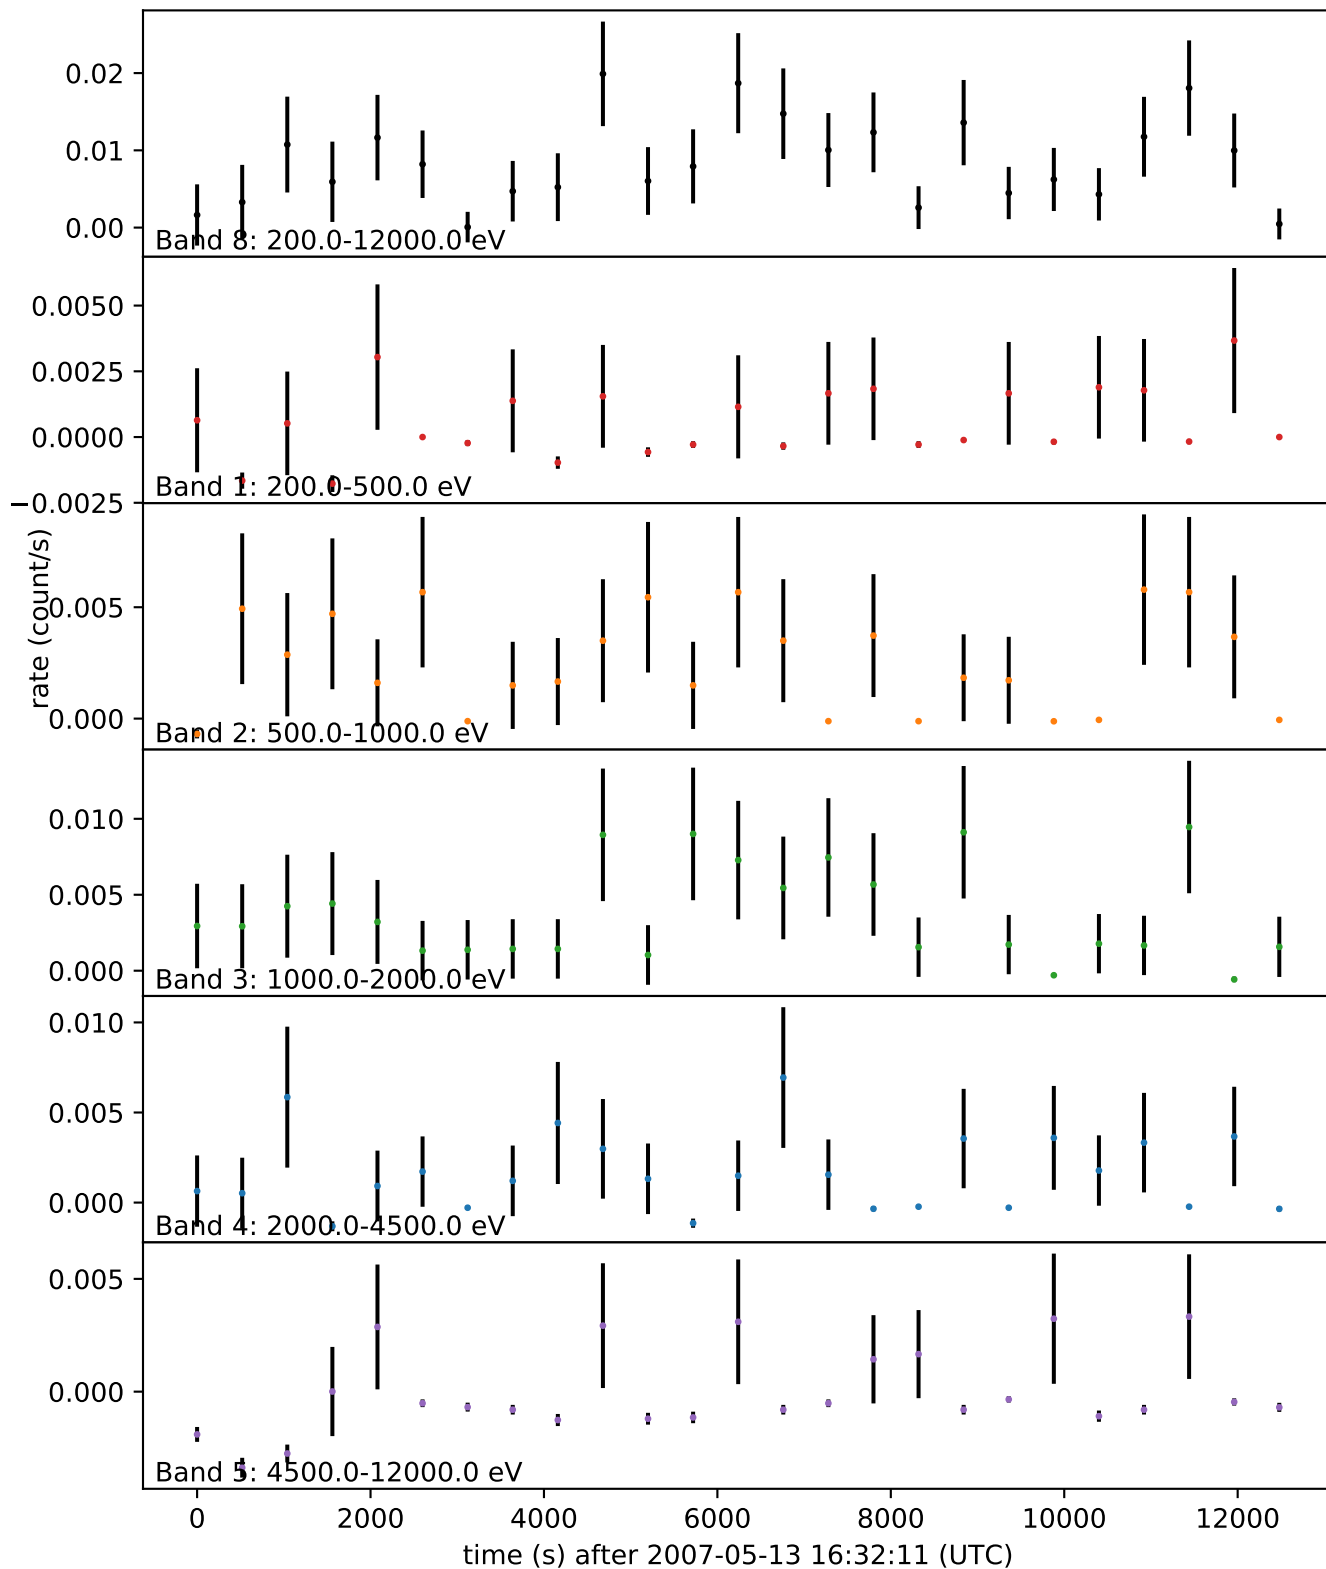 0.02
0.01
0.00
Band 8: 200.0-12000.0 eV
0.0050
0.0025
0.0000
−0.0025
Band 1: 200.0-500.0 eV
rate (count/s)
0.005
0.000
Band 2: 500.0-1000.0 eV
0.010
0.005
0.000
Band 3: 1000.0-2000.0 eV
0.010
0.005
0.000
Band 4: 2000.0-4500.0 eV
0.005
0.000
Band 5: 4500.0-12000.0 eV
0 2000 4000 6000 8000 10000 12000
time (s) after 2007-05-13 16:32:11 (UTC)